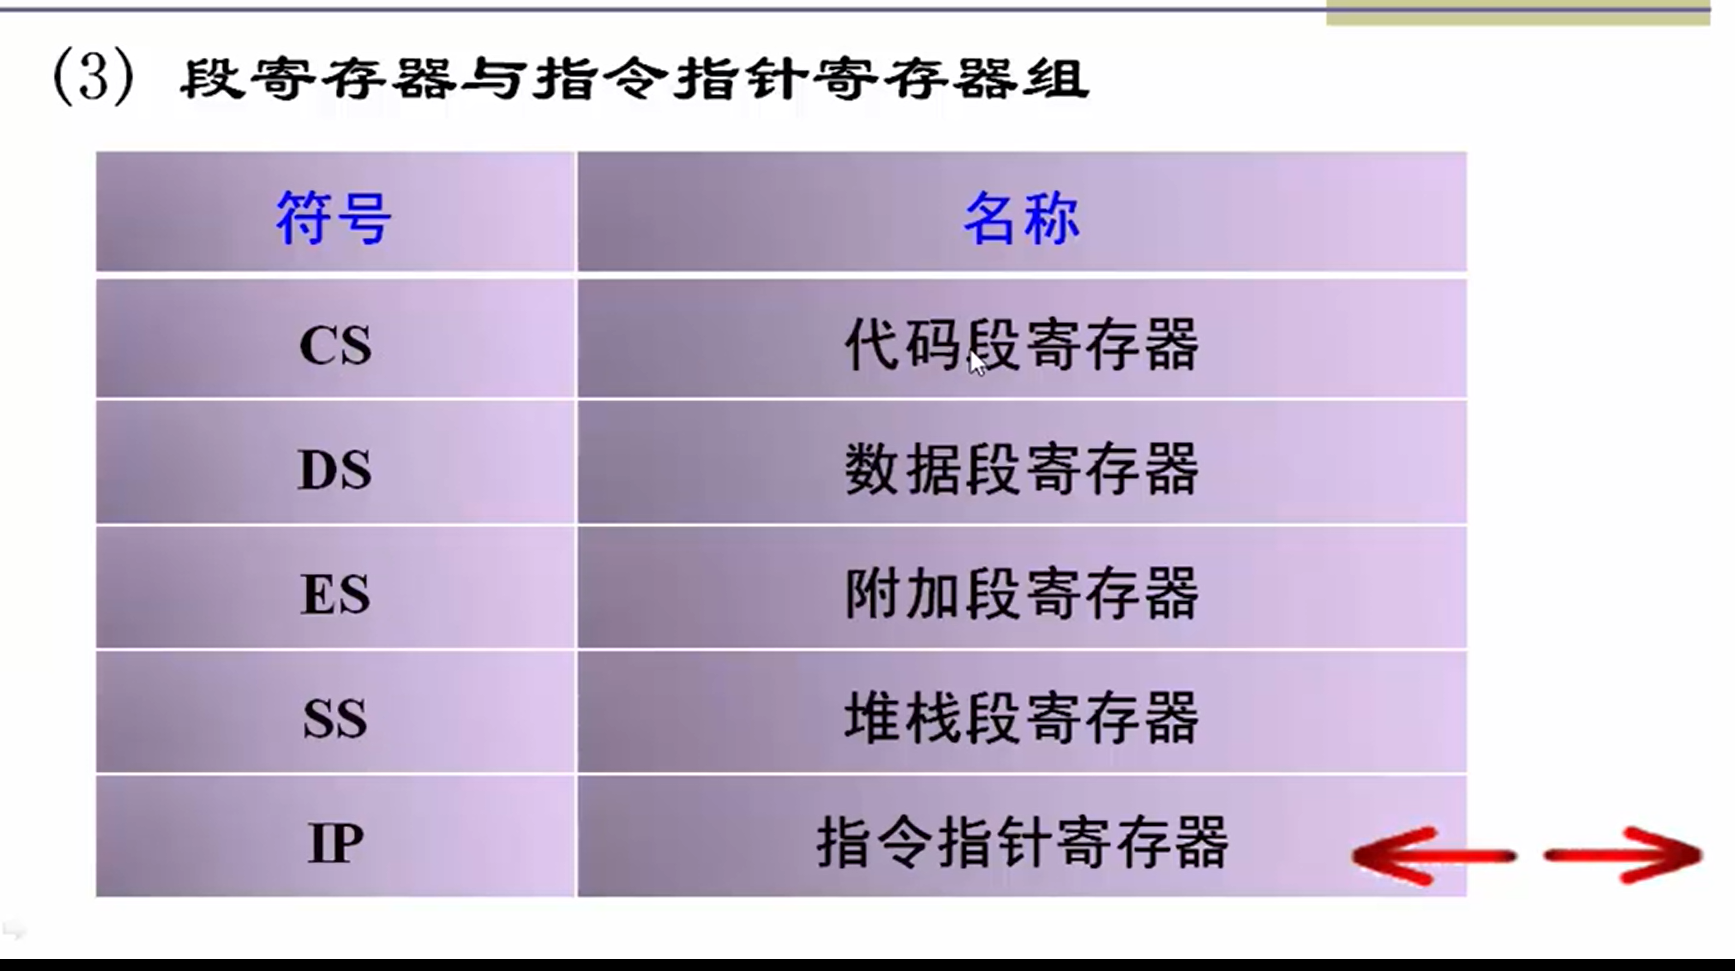 (3) 段寄存器与指令指针寄存器组
符号 名称
CS 代码段寄存器
DS 数据段寄存器
ES 附加段寄存器
SS 堆栈段寄存器
IP 指令指针寄存器